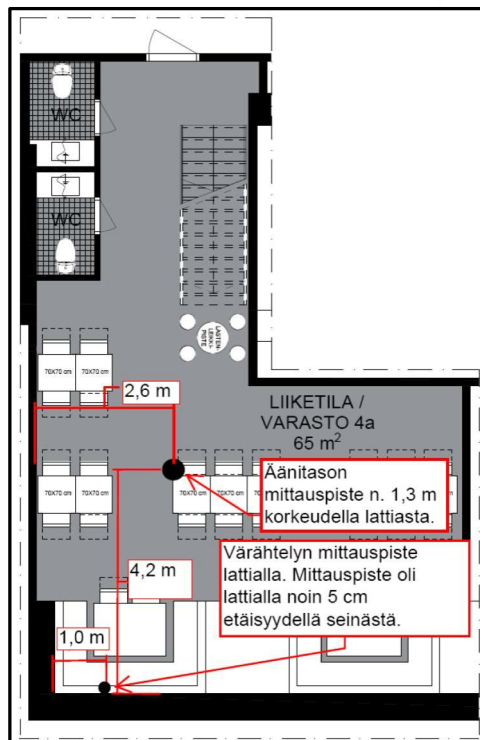 WC
WC
LASTEN-
LEIKKI-
PISTE
70X70 cm 70X70 cm
2,6 m
LIIKETILA /
VARASTO 4a
65 m²
70X70 cm 70X70 cm 70X70 cm 70X70 cm
Äänitason
mittauspiste n. 1,3 m
korkeudella lattiasta.
Värähtelyn mittauspiste
lattialla. Mittauspiste oli
lattialla noin 5 cm
etäisyydellä seinästä.
4,2 m
1,0 m